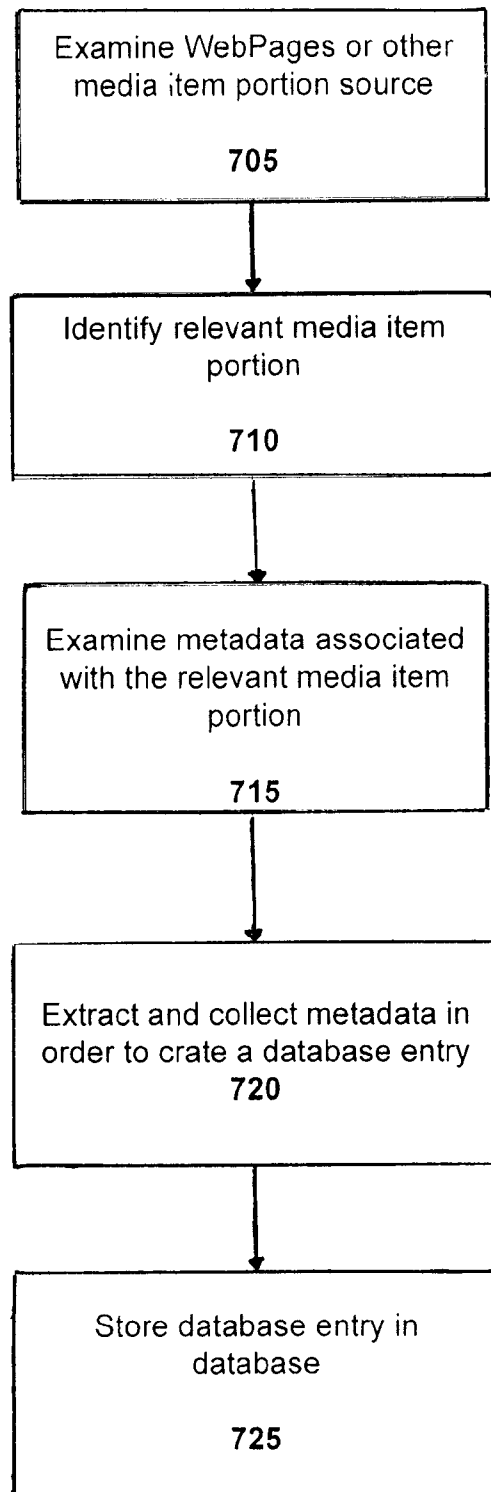 Examine WebPages or other
media item portion source
705
Identify relevant media item
portion
710
Examine metadata associated
with the relevant media item
portion
715
Extract and collect metadata in
order to crate a database entry
720
Store database entry in
database
725